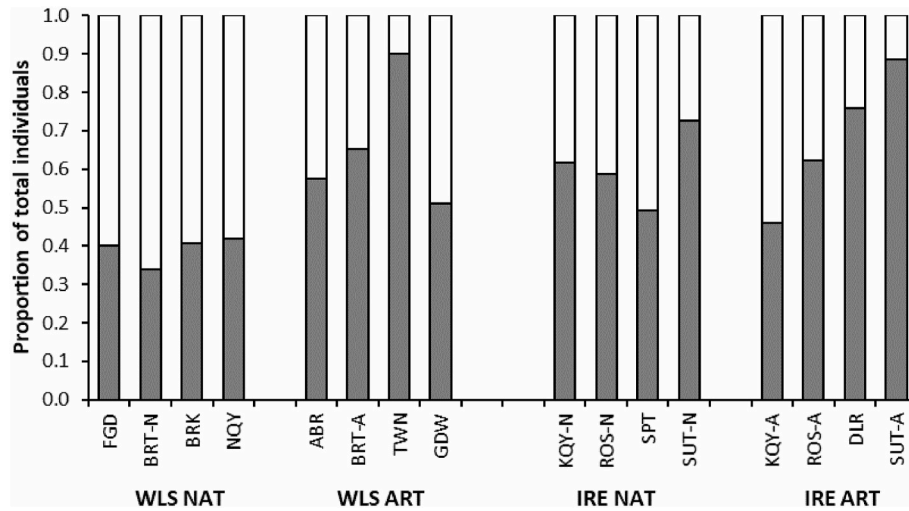 Proportion of total individuals
1.0
0.9
0.8
0.7
0.6
0.5
0.4
0.3
0.2
0.1
0.0
FGD
BRT-N
BRK
NQY
ABR
BRT-A
TWN
GDW
KQY-N
ROS-N
SPT
SUT-N
KQY-A
ROS-A
DLR
SUT-A
WLS NAT
WLS ART
IRE NAT
IRE ART